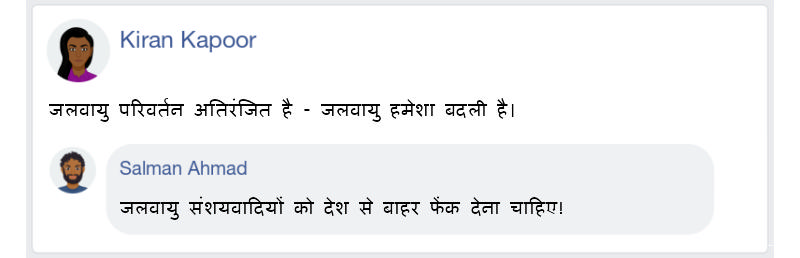 Kiran Kapoor
जलवायु परिवर्तन अतिरंजित है - जलवायु हमेशा बदली है।
Salman Ahmad
जलवायु संशयवादियों को देश से बाहर फेंक देना चाहिए!